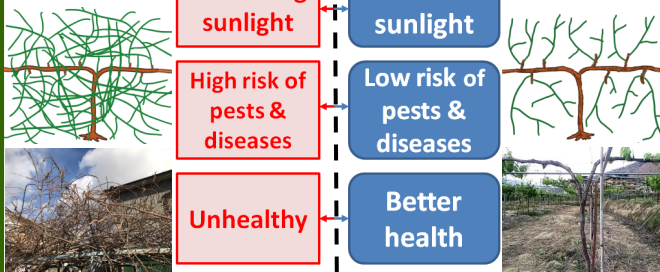 sunlight
sunlight
High risk of
pests &
diseases
Low risk of
pests &
diseases
Unhealthy
Better
health